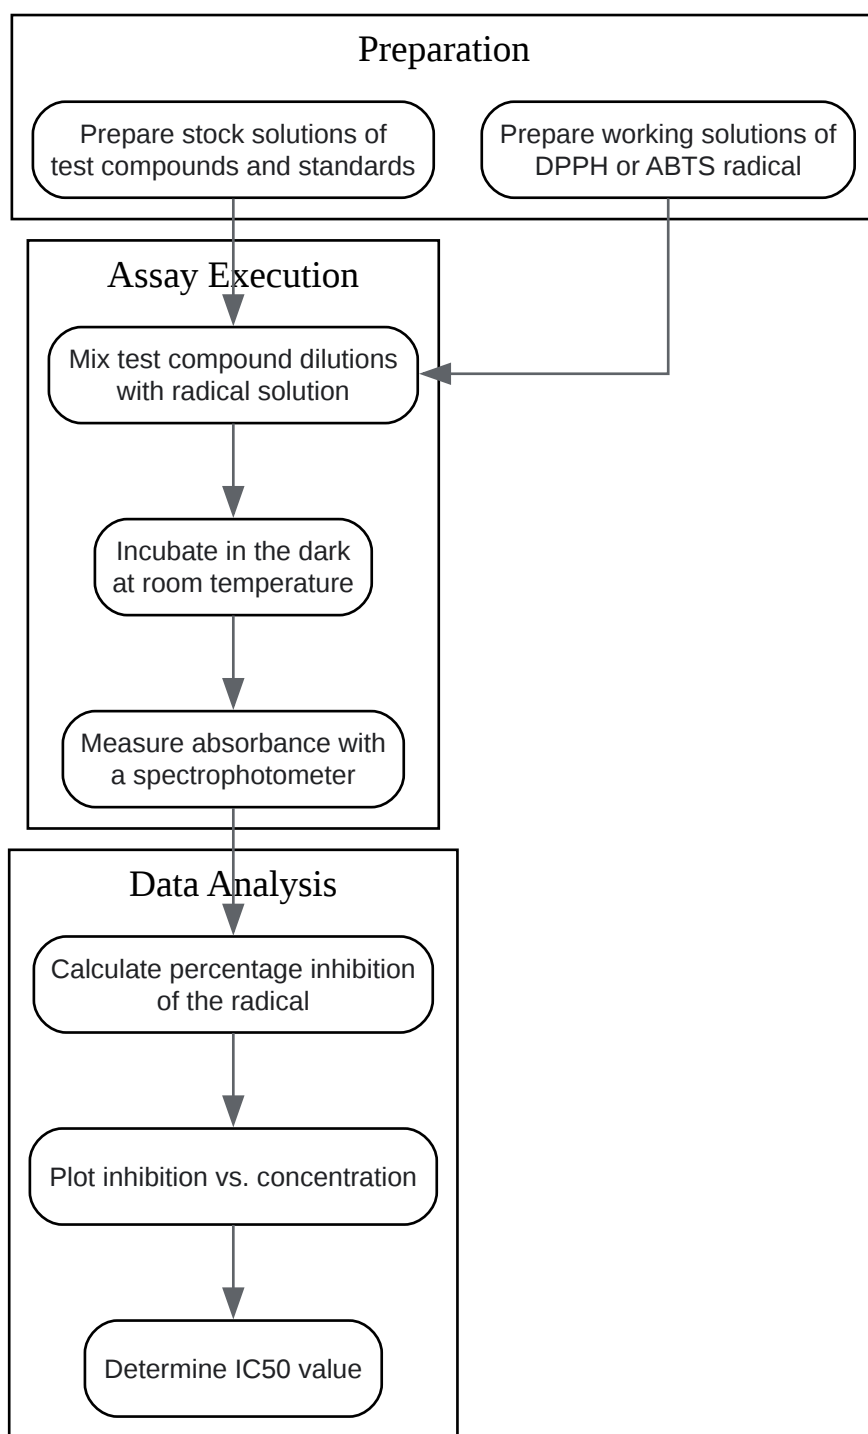 Preparation
Prepare stock solutions of
test compounds and standards
Prepare working solutions of
DPPH or ABTS radical
Assay Execution
Mix test compound dilutions
with radical solution
Incubate in the dark
at room temperature
Measure absorbance with
a spectrophotometer
Data Analysis
Calculate percentage inhibition
of the radical
Plot inhibition vs. concentration
Determine IC50 value